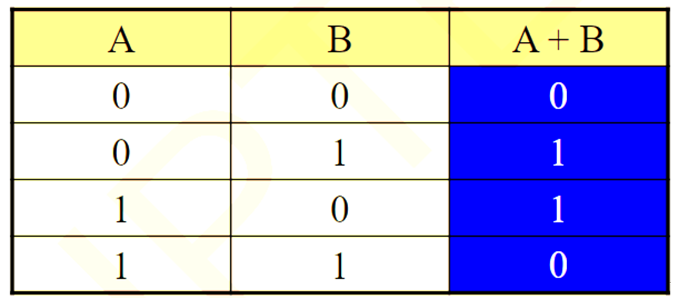 A B A + B
0 0 0
0 1 1
1 0 1
1 1 0